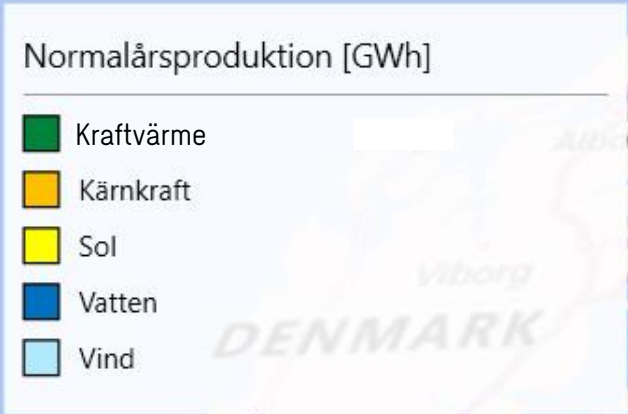 Normalårsproduktion [GWh]
Kraftvärme
Kärnkraft
Sol
Vatten
Vind
Viborg
DENMARK